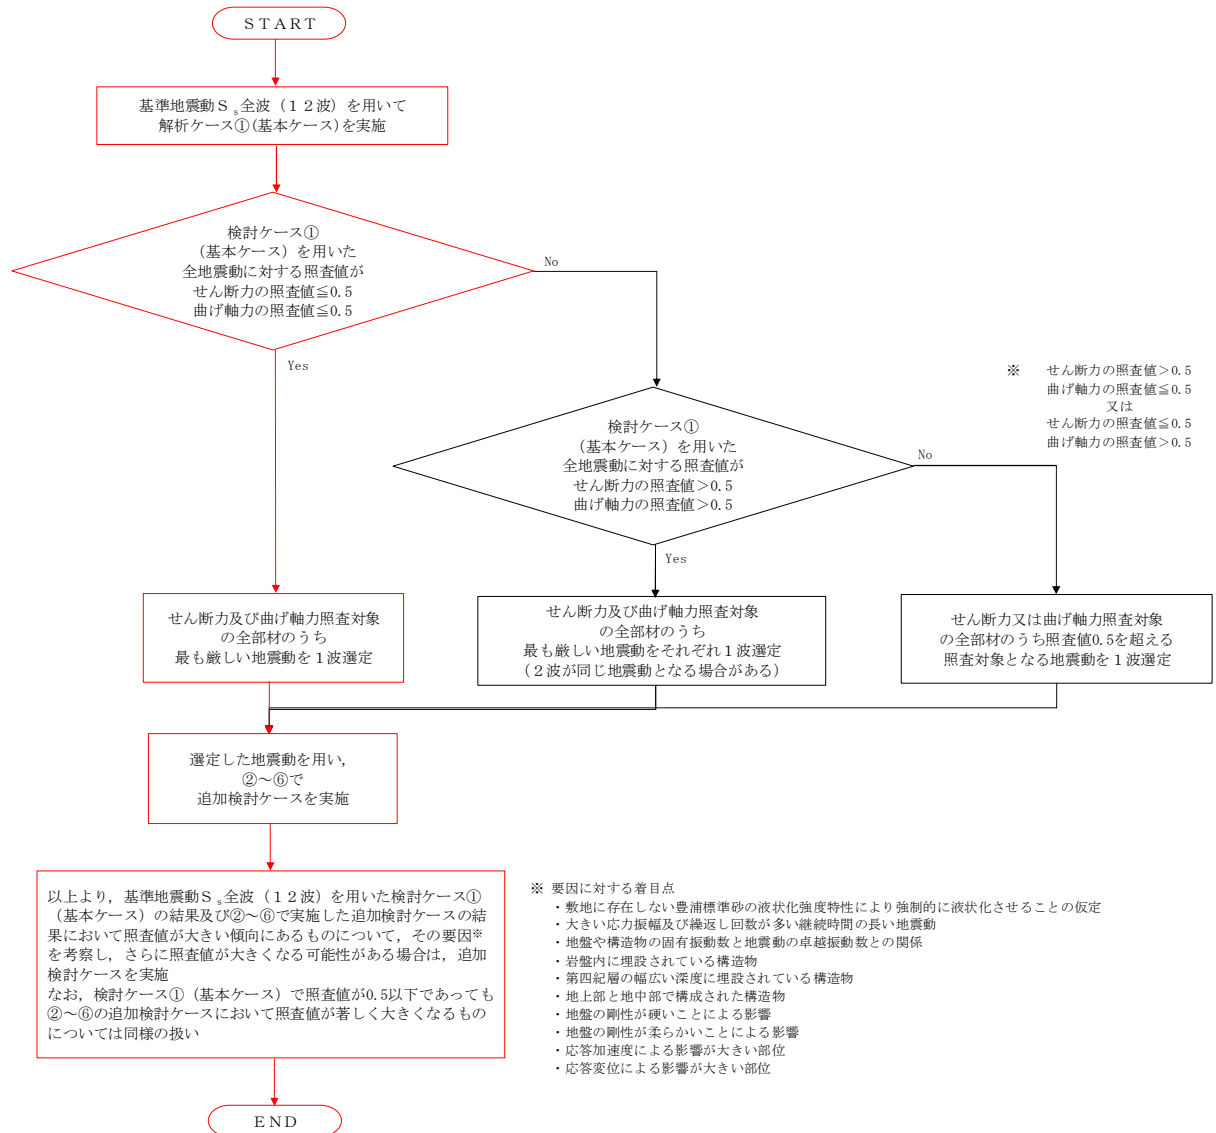 ＳＴＡＲＴ
基準地震動Ｓs全波（１２波）を用いて
解析ケース①(基本ケース)を実施
検討ケース①
（基本ケース）を用いた
全地震動に対する照査値が
せん断力の照査値≦0.5
曲げ軸力の照査値≦0.5
No
Yes
※　せん断力の照査値＞0.5
曲げ軸力の照査値≦0.5
又は
せん断力の照査値≦0.5
曲げ軸力の照査値＞0.5
検討ケース①
（基本ケース）を用いた
全地震動に対する照査値が
せん断力の照査値＞0.5
曲げ軸力の照査値＞0.5
No
Yes
せん断力及び曲げ軸力照査対象
の全部材のうち
最も厳しい地震動を１波選定
せん断力及び曲げ軸力照査対象
の全部材のうち
最も厳しい地震動をそれぞれ１波選定
（２波が同じ地震動となる場合がある）
せん断力又は曲げ軸力照査対象
の全部材のうち照査値0.5を超える
照査対象となる地震動を１波選定
選定した地震動を用い，
②～⑥で
追加検討ケースを実施
以上より，基準地震動Ｓs全波（１２波）を用いた検討ケース①
（基本ケース）の結果及び②～⑥で実施した追加検討ケースの結
果において照査値が大きい傾向にあるものについて，その要因※
を考察し，さらに照査値が大きくなる可能性がある場合は，追加
検討ケースを実施
なお，検討ケース①（基本ケース）で照査値が0.5以下であっても
②～⑥の追加検討ケースにおいて照査値が著しく大きくなるもの
については同様の扱い
※ 要因に対する着目点
・敷地に存在しない豊浦標準砂の液状化強度特性により強制的に液状化させることの仮定
・大きい応力振幅及び繰返し回数が多い継続時間の長い地震動
・地盤や構造物の固有振動数と地震動の卓越振動数との関係
・岩盤内に埋設されている構造物
・第四紀層の幅広い深度に埋設されている構造物
・地上部と地中部で構成された構造物
・地盤の剛性が硬いことによる影響
・地盤の剛性が柔らかいことによる影響
・応答加速度による影響が大きい部位
・応答変位による影響が大きい部位
ＥＮＤ